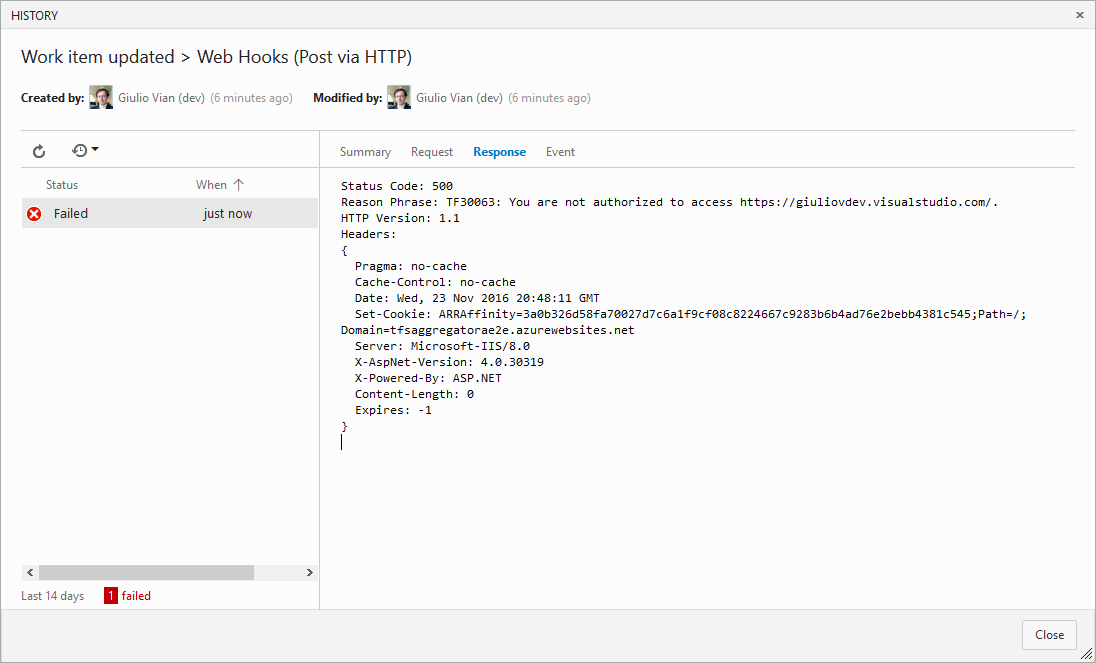 HISTORY
Work item updated > Web Hooks (Post via HTTP)
Created by: Giulio Vian (dev) (6 minutes ago) Modified by: Giulio Vian (dev) (6 minutes ago)
Summary Request Response Event
Status When
Failed just now
Status Code: 500
Reason Phrase: TF30063: You are not authorized to access https://giuliovdev.visualstudio.com/.
HTTP Version: 1.1
Headers:
{
Pragma: no-cache
Cache-Control: no-cache
Date: Wed, 23 Nov 2016 20:48:11 GMT
Set-Cookie: ARRAffinity=3a0b326d58fa70027d7c6a1f9cf08c8224667c9283b6b4ad76e2bebb4381c545;Path=/;
Domain=tfsaggregatorae2e.azurewebsites.net
Server: Microsoft-IIS/8.0
X-AspNet-Version: 4.0.30319
X-Powered-By: ASP.NET
Content-Length: 0
Expires: -1
}
Last 14 days 1 failed
Close